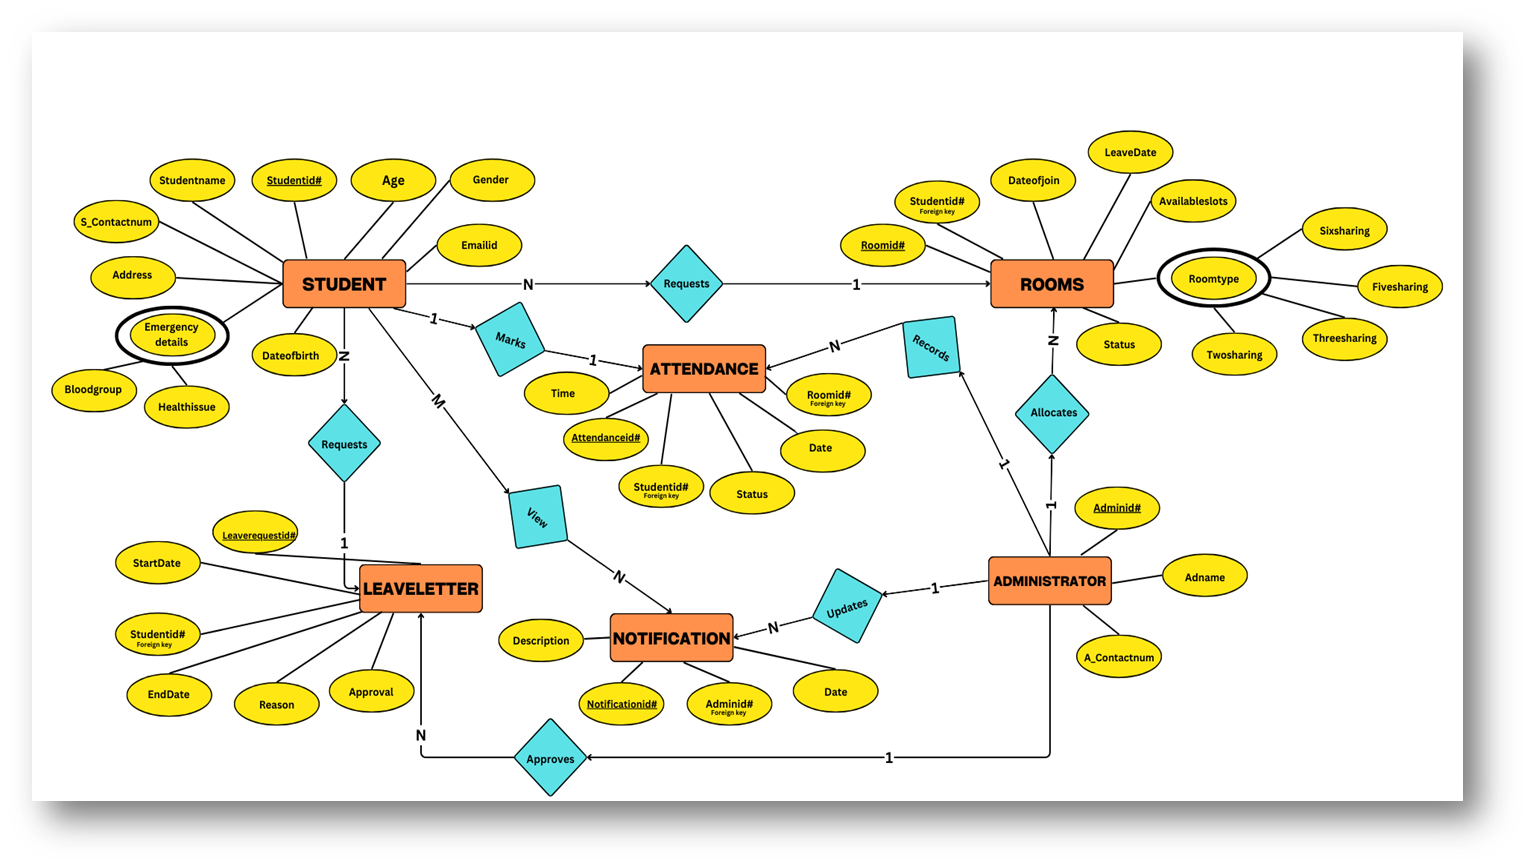 LeaveDate
Studentname
Studentid#
Age
Gender
Dateofjoin
Studentid#
Foreign key
Availableslots
S_Contactnum
Emailid
Roomid#
Sixsharing
Address
STUDENT
N
Requests
1
ROOMS
Roomtype
Fivesharing
Emergency
details
1
Marks
Dateofbirth
N
1
ATTENDANCE
N
Records
N
Status
Twosharing
Threesharing
Bloodgroup
Healthissue
M
Time
Roomid#
Foreign key
Allocates
Requests
Attendanceid#
Date
1
Studentid#
Foreign key
Status
1
Adminid#
View
Leaverequestid#
1
StartDate
LEAVELETTER
N
1
Updates
ADMINISTRATOR
Adname
Studentid#
Foreign key
Description
NOTIFICATION
N
A_Contactnum
EndDate
Reason
Approval
Notificationid#
Adminid#
Foreign key
Date
N
Approves
1